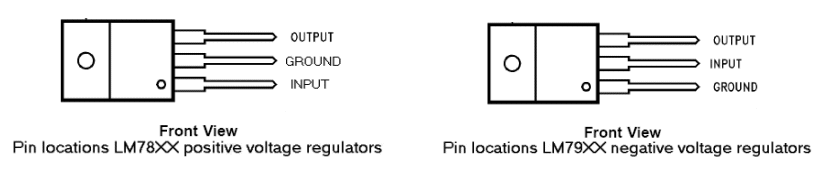 OUTPUT
GROUND
INPUT
Front View
Pin locations LM78XX positive voltage regulators
OUTPUT
INPUT
GROUND
Front View
Pin locations LM79XX negative voltage regulators